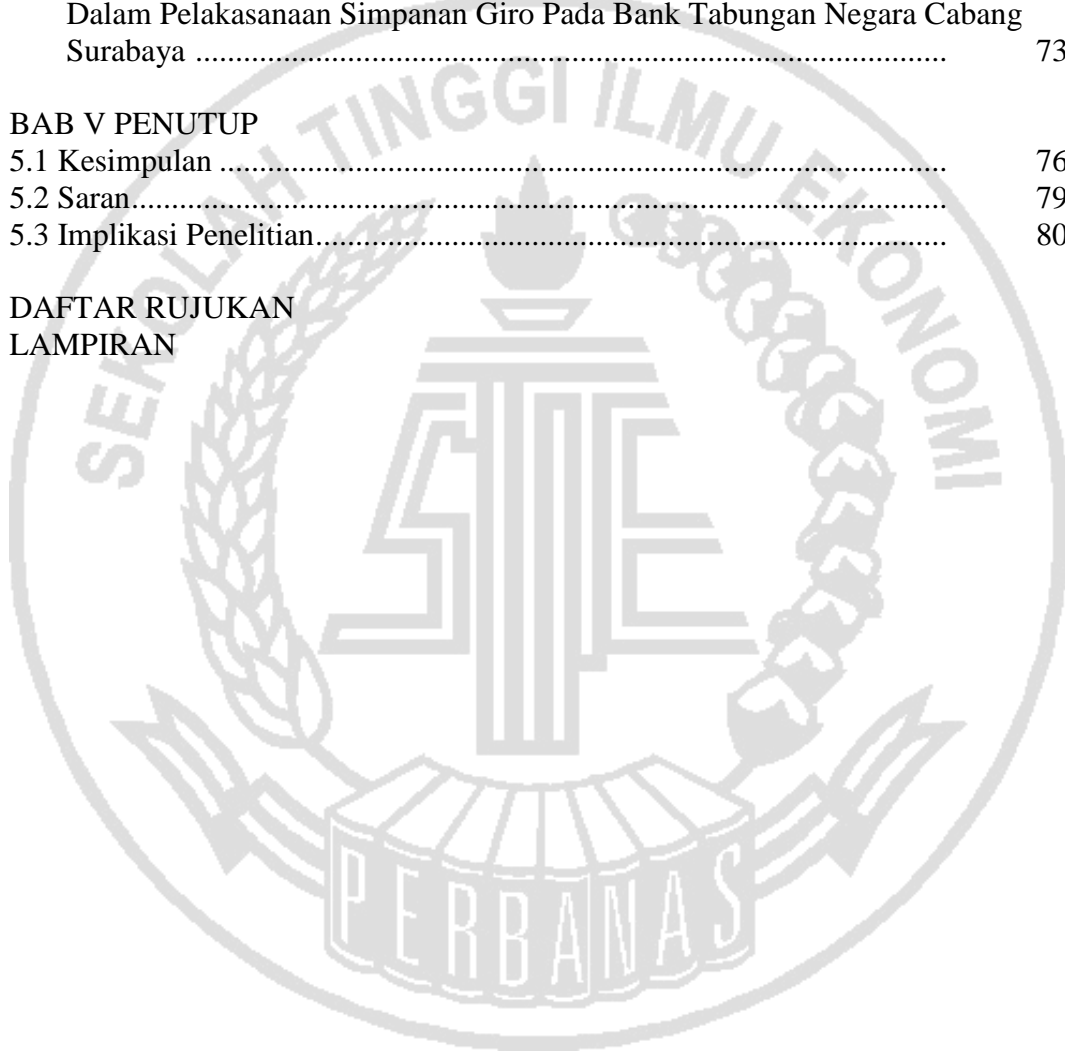 Dalam Pelakasanaan Simpanan Giro Pada Bank Tabungan Negara Cabang
Surabaya ........................................................................... 73
BAB V PENUTUP
5.1 Kesimpulan ......................................................................... 76
5.2 Saran.................................................................................. 79
5.3 Implikasi Penelitian............................................................... 80
DAFTAR RUJUKAN
LAMPIRAN
SEKOLAH TINGGI ILMU EKONOMI
PERBANAS